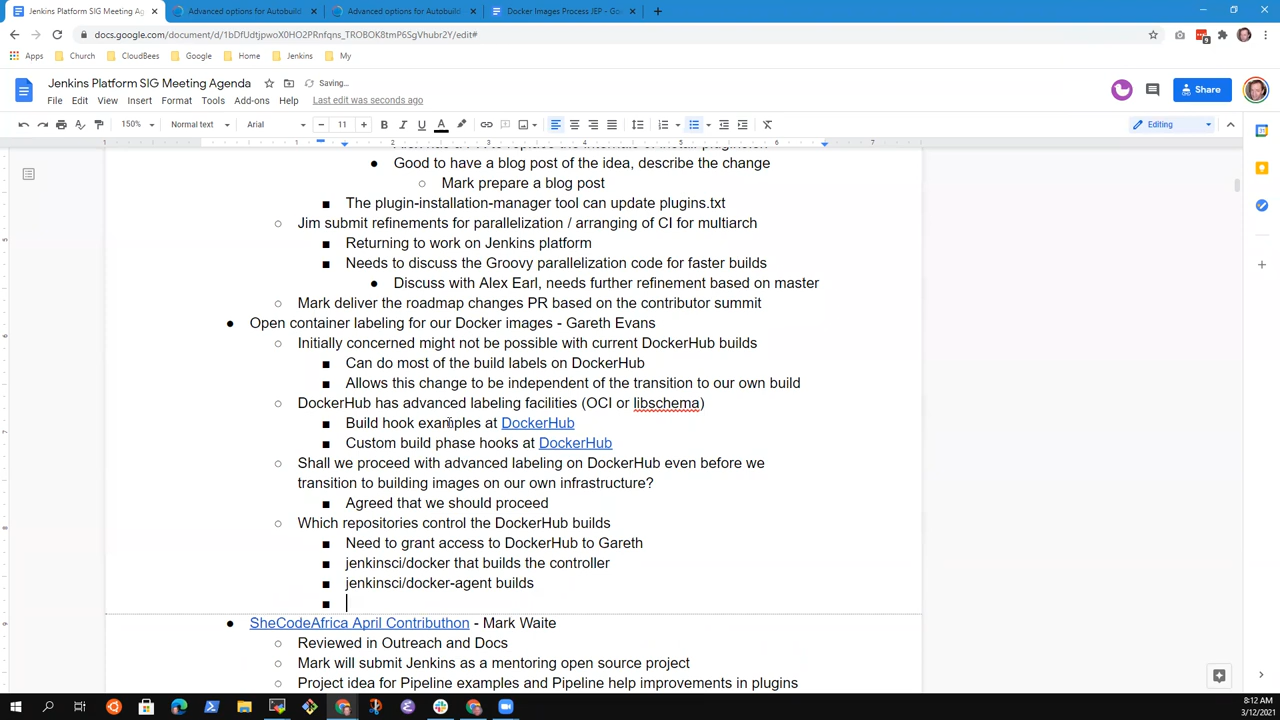 Jenkins Platform SIG Meeting Ag
Advanced options for Autobuild
Advanced options for Autobuild
Docker Images Process JEP - Go
docs.google.com/document/d/1bDfUdtjpwoX0HO2PRnfqns_TROBOK8tmP6SgVhubr2Y/edit#
Apps Church CloudBees Google Home Jenkins My
Jenkins Platform SIG Meeting Agenda Saving...
File Edit View Insert Format Tools Add-ons Help Last edit was seconds ago
Share
150% Normal text Arial 11 Editing
1 1 2 3 4 5 6 7
Good to have a blog post of the idea, describe the change
Mark prepare a blog post
The plugin-installation-manager tool can update plugins.txt
Jim submit refinements for parallelization / arranging of CI for multiarch
Returning to work on Jenkins platform
Needs to discuss the Groovy parallelization code for faster builds
Discuss with Alex Earl, needs further refinement based on master
Mark deliver the roadmap changes PR based on the contributor summit
Open container labeling for our Docker images - Gareth Evans
Initially concerned might not be possible with current DockerHub builds
Can do most of the build labels on DockerHub
Allows this change to be independent of the transition to our own build
DockerHub has advanced labeling facilities (OCI or libschema)
Build hook examples at DockerHub
Custom build phase hooks at DockerHub
Shall we proceed with advanced labeling on DockerHub even before we
transition to building images on our own infrastructure?
Agreed that we should proceed
Which repositories control the DockerHub builds
Need to grant access to DockerHub to Gareth
jenkinsci/docker that builds the controller
jenkinsci/docker-agent builds
SheCodeAfrica April Contributhon - Mark Waite
Reviewed in Outreach and Docs
Mark will submit Jenkins as a mentoring open source project
Project idea for Pipeline examples and Pipeline help improvements in plugins
8:12 AM
3/12/2021